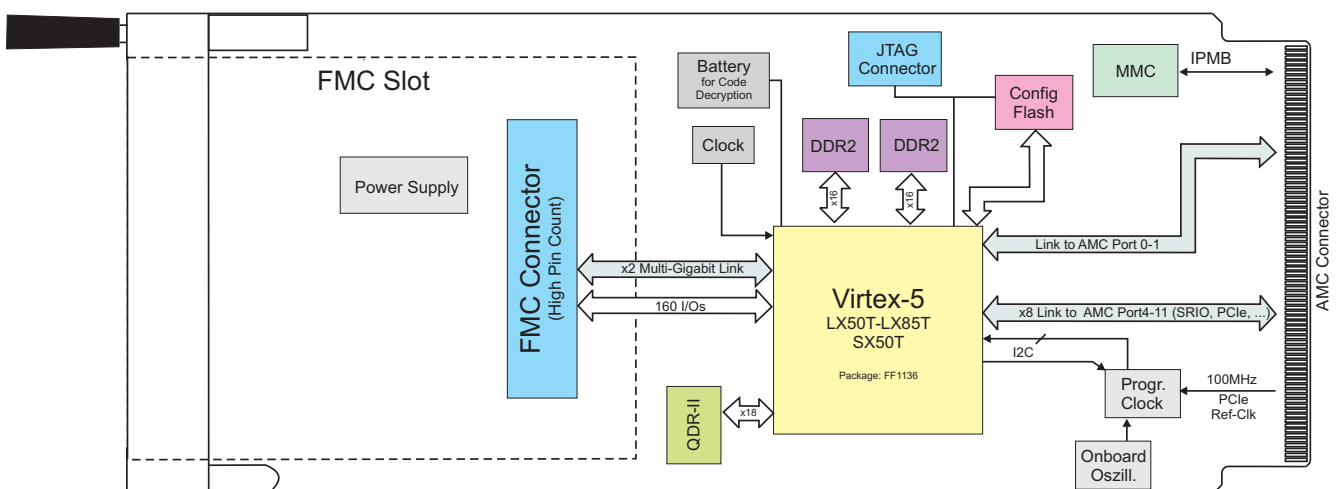 FMC Slot
Power Supply
FMC Connector
(High Pin Count)
Battery
for Code
Decryption
Clock
DDR2
DDR2
x16
x16
JTAG
Connector
Config
Flash
MMC
IPMB
AMC Connector
Link to AMC Port 0-1
x2 Multi-Gigabit Link
160 I/Os
Virtex-5
LX50T-LX85T
SX50T
Package: FF1136
x8 Link to AMC Port4-11 (SRIO, PCIe, ...)
I2C
QDR-II
x18
Progr.
Clock
100MHz
PCIe
Ref-Clk
Onboard
Oszill.